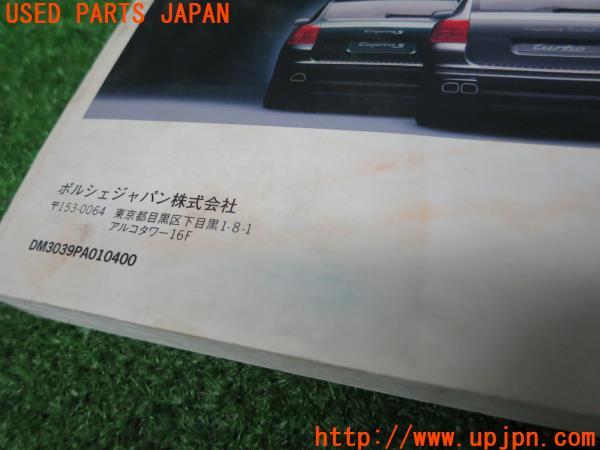 USED PARTS JAPAN
Cayenne S
turbo
ポルシェジャパン株式会社
〒153-0064 東京都目黒区下目黒1-8-1
アルコタワー16F
DM3039PA010400
http://www.upjpn.com/